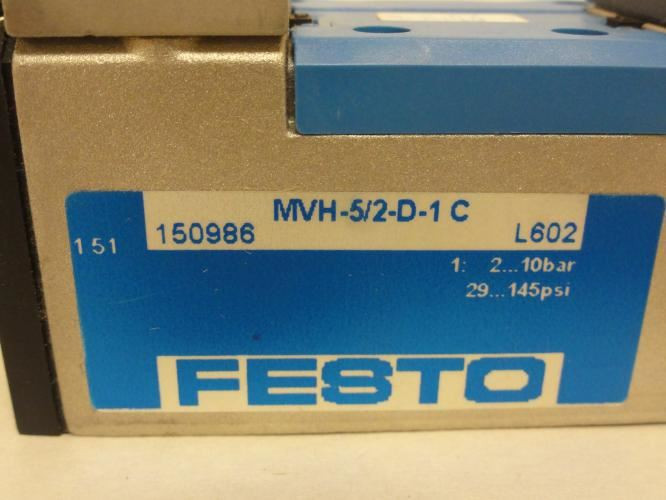 MVH-5/2-D-1 C
151 150986 L602
1: 2...10bar
29...145psi
FESTO